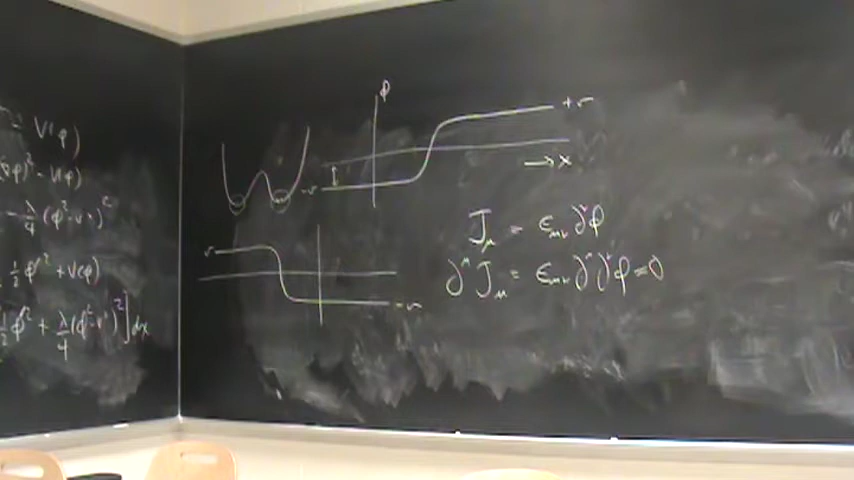 = V(φ)
φ)² - V(φ)
- λ/4 (φ² - v²)²
½ φ'² + V(φ)
½ φ'² + λ/4 (φ² - v²)² ] dx
φ
+v
-v
→ x
v
-v
J_μ = ε_μν ∂^ν φ
∂^μ J_μ = ε_μν ∂^μ ∂^ν φ = 0